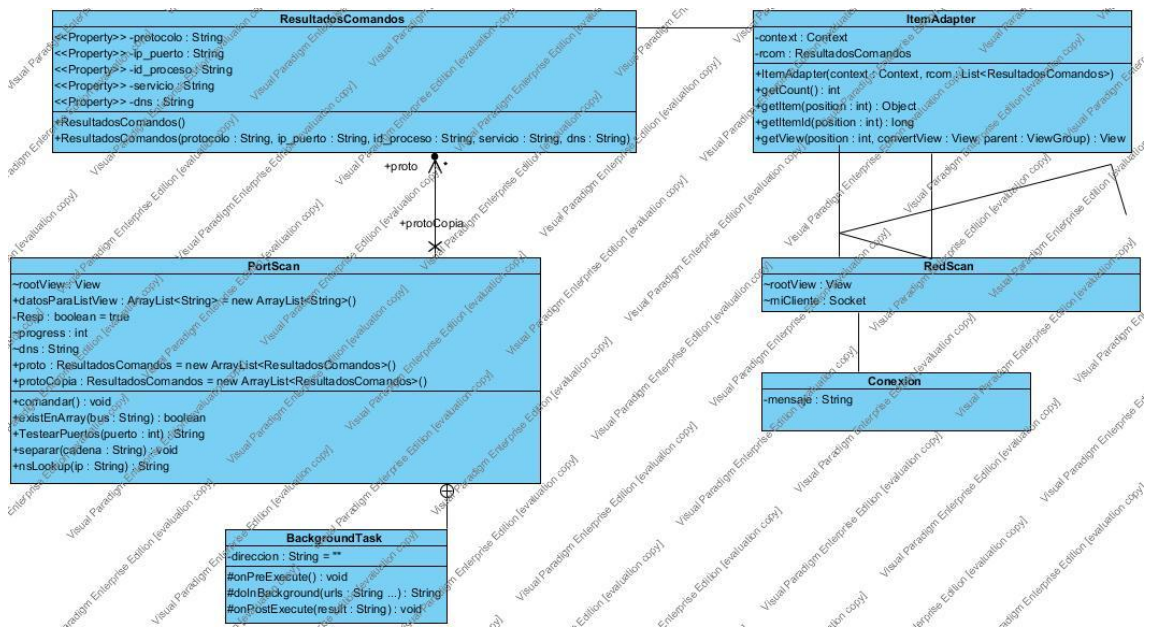 ResultadosComandos
<<Property>> -protocolo : String
<<Property>> -ip_puerto : String
<<Property>> -id_proceso : String
<<Property>> -servicio : String
<<Property>> -dns : String
+ResultadosComandos()
+ResultadosComandos(protocolo : String, ip_puerto : String, id_proceso : String, servicio : String, dns : String)
ItemAdapter
-context : Context
-rcom : ResultadosComandos
+ItemAdapter(context : Context, rcom : List<ResultadosComandos>)
+getCount() : int
+getItem(position : int) : Object
+getItemId(position : int) : long
+getView(position : int, convertView : View, parent : ViewGroup) : View
+proto
*
+protoCopia
PortScan
~rootView : View
+datosParaListView : ArrayList<String> = new ArrayList<String>()
-Resp : boolean = true
~progress : int
~dns : String
+proto : ResultadosComandos = new ArrayList<ResultadosComandos>()
+protoCopia : ResultadosComandos = new ArrayList<ResultadosComandos>()
+comandar() : void
+existEnArray(bus : String) : boolean
+TestearPuertos(puerto : int) : String
+separar(cadena : String) : void
+nsLookup(ip : String) : String
RedScan
~rootView : View
~miCliente : Socket
Conexion
-mensaje : String
BackgroundTask
-direccion : String = ""
#onPreExecute() : void
#doInBackground(urls : String ...) : String
#onPostExecute(result : String) : void
Visual Paradigm Enterprise Edition [evaluation copy]